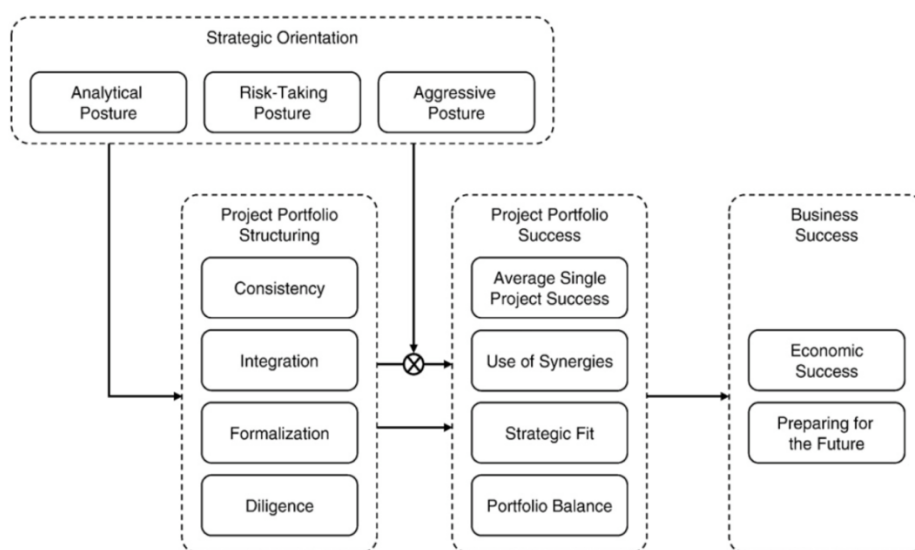 Strategic Orientation
Analytical
Posture
Risk-Taking
Posture
Aggressive
Posture
Project Portfolio
Structuring
Consistency
Integration
Formalization
Diligence
Project Portfolio
Success
Average Single
Project Success
Use of Synergies
Strategic Fit
Portfolio Balance
Business
Success
Economic
Success
Preparing for
the Future